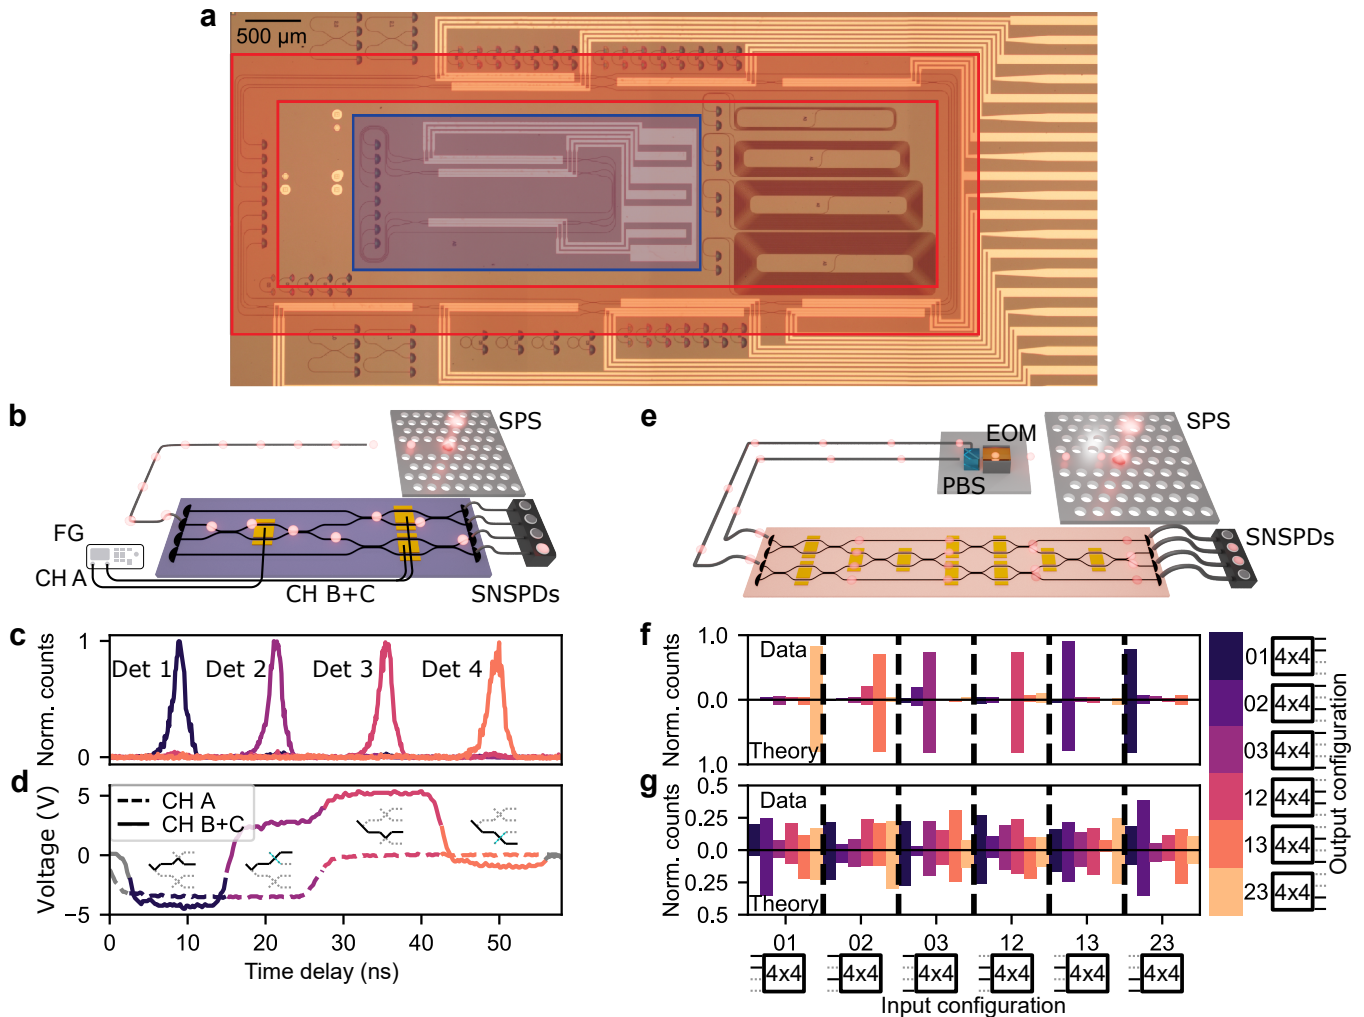 a
500 μm
b
SPS
FG
CH A
CH B+C
SNSPDs
e
EOM
SPS
PBS
SNSPDs
c
Norm. counts
1
0
Det 1
Det 2
Det 3
Det 4
d
Voltage (V)
5
0
−5
CH A
CH B+C
0
10
20
30
40
50
Time delay (ns)
f
Norm. counts
1.0
0.0
1.0
Data
Theory
g
Norm. counts
0.5
0.25
0
0.25
0.5
Data
Theory
01
02
03
12
13
23
4x4
4x4
4x4
4x4
4x4
4x4
Input configuration
01 4x4
02 4x4
03 4x4
12 4x4
13 4x4
23 4x4
Output configuration